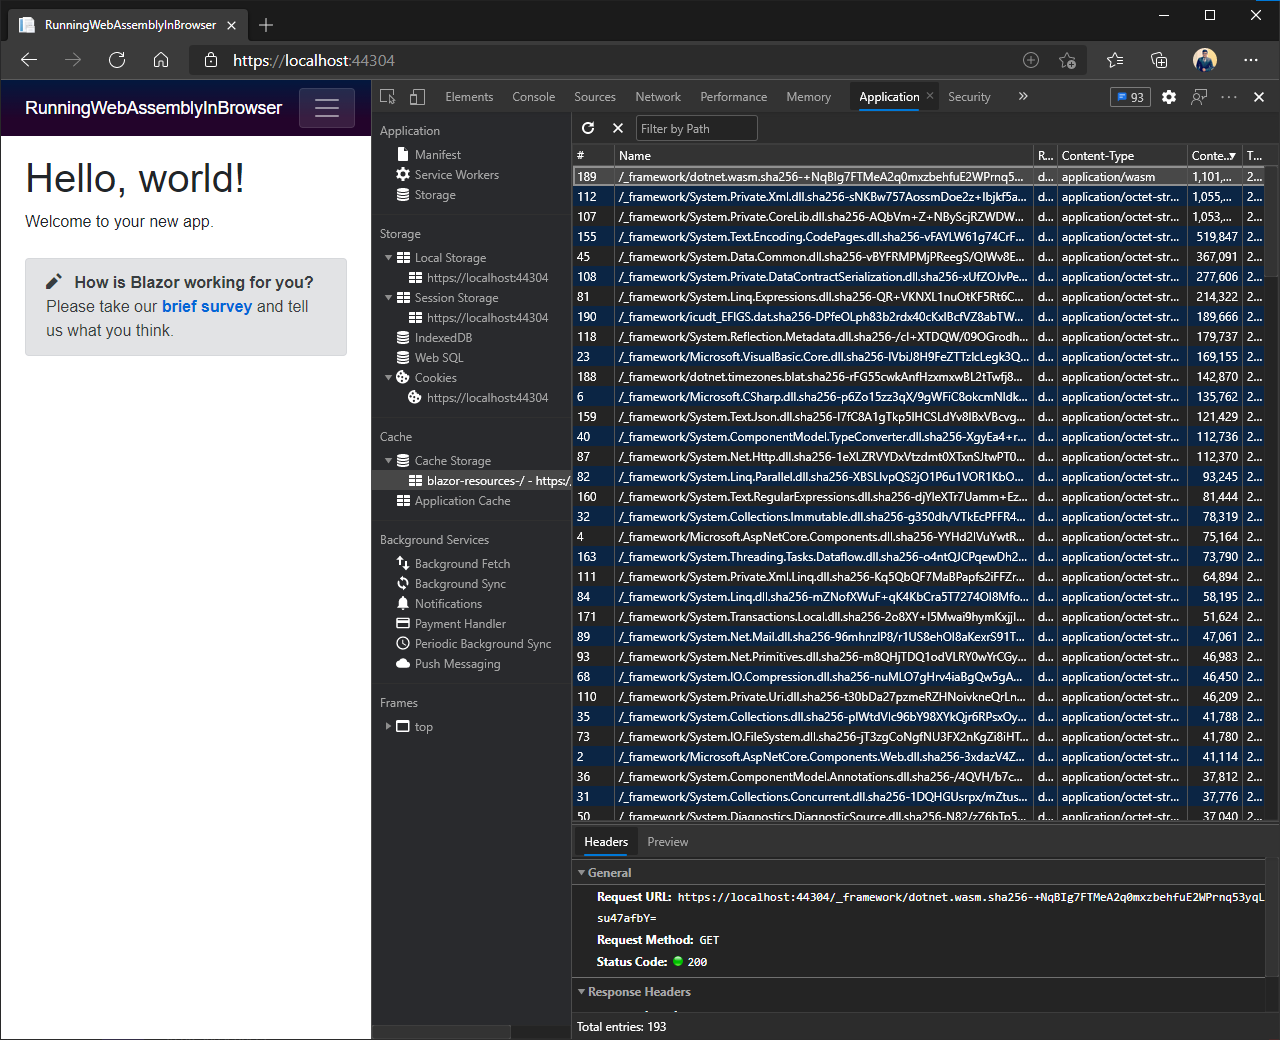 RunningWebAssemblyInBrowser
https://localhost:44304
RunningWebAssemblyInBrowser
Hello, world!
Welcome to your new app.
How is Blazor working for you?
Please take our brief survey and tell
us what you think.
Elements Console Sources Network Performance Memory Application Security 93
Application
Manifest
Service Workers
Storage
Storage
Local Storage
https://localhost:44304
Session Storage
https://localhost:44304
IndexedDB
Web SQL
Cookies
https://localhost:44304
Cache
Cache Storage
blazor-resources-/ - https:/
Application Cache
Background Services
Background Fetch
Background Sync
Notifications
Payment Handler
Periodic Background Sync
Push Messaging
Frames
top
Filter by Path
# Name R... Content-Type Conte... T...
189 /_framework/dotnet.wasm.sha256-+NqBIg7FTMeA2q0mxzbehfuE2WPrnq5... d... application/wasm 1,101,... 2...
112 /_framework/System.Private.Xml.dll.sha256-sNKBw757AossmDoe2z+Ibjkf5a... d... application/octet-str... 1,055,... 2...
107 /_framework/System.Private.CoreLib.dll.sha256-AQbVm+Z+NByScjRZWDW... d... application/octet-str... 1,053,... 2...
155 /_framework/System.Text.Encoding.CodePages.dll.sha256-vFAYLW61g74CrF... d... application/octet-str... 519,847 2...
45 /_framework/System.Data.Common.dll.sha256-vBYFRMPMjPReegS/QIWv8E... d... application/octet-str... 367,091 2...
108 /_framework/System.Private.DataContractSerialization.dll.sha256-xUfZOJvPe... d... application/octet-str... 277,606 2...
81 /_framework/System.Linq.Expressions.dll.sha256-QR+VKNXL1nuOtKF5Rt6C... d... application/octet-str... 214,322 2...
190 /_framework/icudt_EFIGS.dat.sha256-DPfeOLph83b2rdx40cKxlBcfVZ8abTW... d... application/octet-str... 189,666 2...
118 /_framework/System.Reflection.Metadata.dll.sha256-/cI+XTDQW/09OGrodh... d... application/octet-str... 179,737 2...
23 /_framework/Microsoft.VisualBasic.Core.dll.sha256-IVbiJ8H9FeZTTzlcLegk3Q... d... application/octet-str... 169,155 2...
188 /_framework/dotnet.timezones.blat.sha256-rFG55cwkAnfHzxmxwBL2tTwfj8... d... application/octet-str... 142,870 2...
6 /_framework/Microsoft.CSharp.dll.sha256-p6Zo15zz3qX/9gWFiC8okcmNIdk... d... application/octet-str... 135,762 2...
159 /_framework/System.Text.Json.dll.sha256-I7fC8A1gTkp5IHCSLdYv8IBxVBcvg... d... application/octet-str... 121,429 2...
40 /_framework/System.ComponentModel.TypeConverter.dll.sha256-XgyEa4+r... d... application/octet-str... 112,736 2...
87 /_framework/System.Net.Http.dll.sha256-1eXLZRVYDxVtzdmt0XTxnSJtwPT0... d... application/octet-str... 112,370 2...
82 /_framework/System.Linq.Parallel.dll.sha256-XBSLIvpQS2jO1P6u1VOR1KbO... d... application/octet-str... 93,245 2...
160 /_framework/System.Text.RegularExpressions.dll.sha256-djYleXTr7Uamm+Ez... d... application/octet-str... 81,444 2...
32 /_framework/System.Collections.Immutable.dll.sha256-g350dh/VTkEcPFFR4... d... application/octet-str... 78,319 2...
4 /_framework/Microsoft.AspNetCore.Components.dll.sha256-YYHd2IVuYwtR... d... application/octet-str... 75,164 2...
163 /_framework/System.Threading.Tasks.Dataflow.dll.sha256-o4ntQJCPqewDh2... d... application/octet-str... 73,790 2...
111 /_framework/System.Private.Xml.Linq.dll.sha256-Kq5QbQF7MaBPapfs2iFFZr... d... application/octet-str... 64,894 2...
84 /_framework/System.Linq.dll.sha256-mZNofXWuF+qK4KbCra5T7274OI8Mfo... d... application/octet-str... 58,195 2...
171 /_framework/System.Transactions.Local.dll.sha256-2o8XY+I5Mwai9hymKxjjI... d... application/octet-str... 51,624 2...
89 /_framework/System.Net.Mail.dll.sha256-96mhnzIP8/r1US8ehOI8aKexrS91T... d... application/octet-str... 47,061 2...
93 /_framework/System.Net.Primitives.dll.sha256-m8QHjTDQ1odVLRY0wYrCGy... d... application/octet-str... 46,983 2...
68 /_framework/System.IO.Compression.dll.sha256-nuMLO7gHrv4iaBgQw5gA... d... application/octet-str... 46,450 2...
110 /_framework/System.Private.Uri.dll.sha256-t30bDa27pzmeRZHNoivkneQrLn... d... application/octet-str... 46,209 2...
35 /_framework/System.Collections.dll.sha256-pIWtdVlc96bY98XYkQjr6RPsxOy... d... application/octet-str... 41,788 2...
73 /_framework/System.IO.FileSystem.dll.sha256-jT3zgCoNgfNU3FX2nKgZi8iHT... d... application/octet-str... 41,780 2...
2 /_framework/Microsoft.AspNetCore.Components.Web.dll.sha256-3xdazV4Z... d... application/octet-str... 41,114 2...
36 /_framework/System.ComponentModel.Annotations.dll.sha256-/4QVH/b7c... d... application/octet-str... 37,812 2...
31 /_framework/System.Collections.Concurrent.dll.sha256-1DQHGUsrpx/mZtus... d... application/octet-str... 37,776 2...
50 /_framework/System.Diagnostics.DiagnosticSource.dll.sha256-N82/zZ6bTp5... d... application/octet-str... 37,040 2...
Headers Preview
General
Request URL: https://localhost:44304/_framework/dotnet.wasm.sha256-+NqBIg7FTMeA2q0mxzbehfuE2WPrnq53yqL
su47afbY=
Request Method: GET
Status Code: 200
Response Headers
Total entries: 193